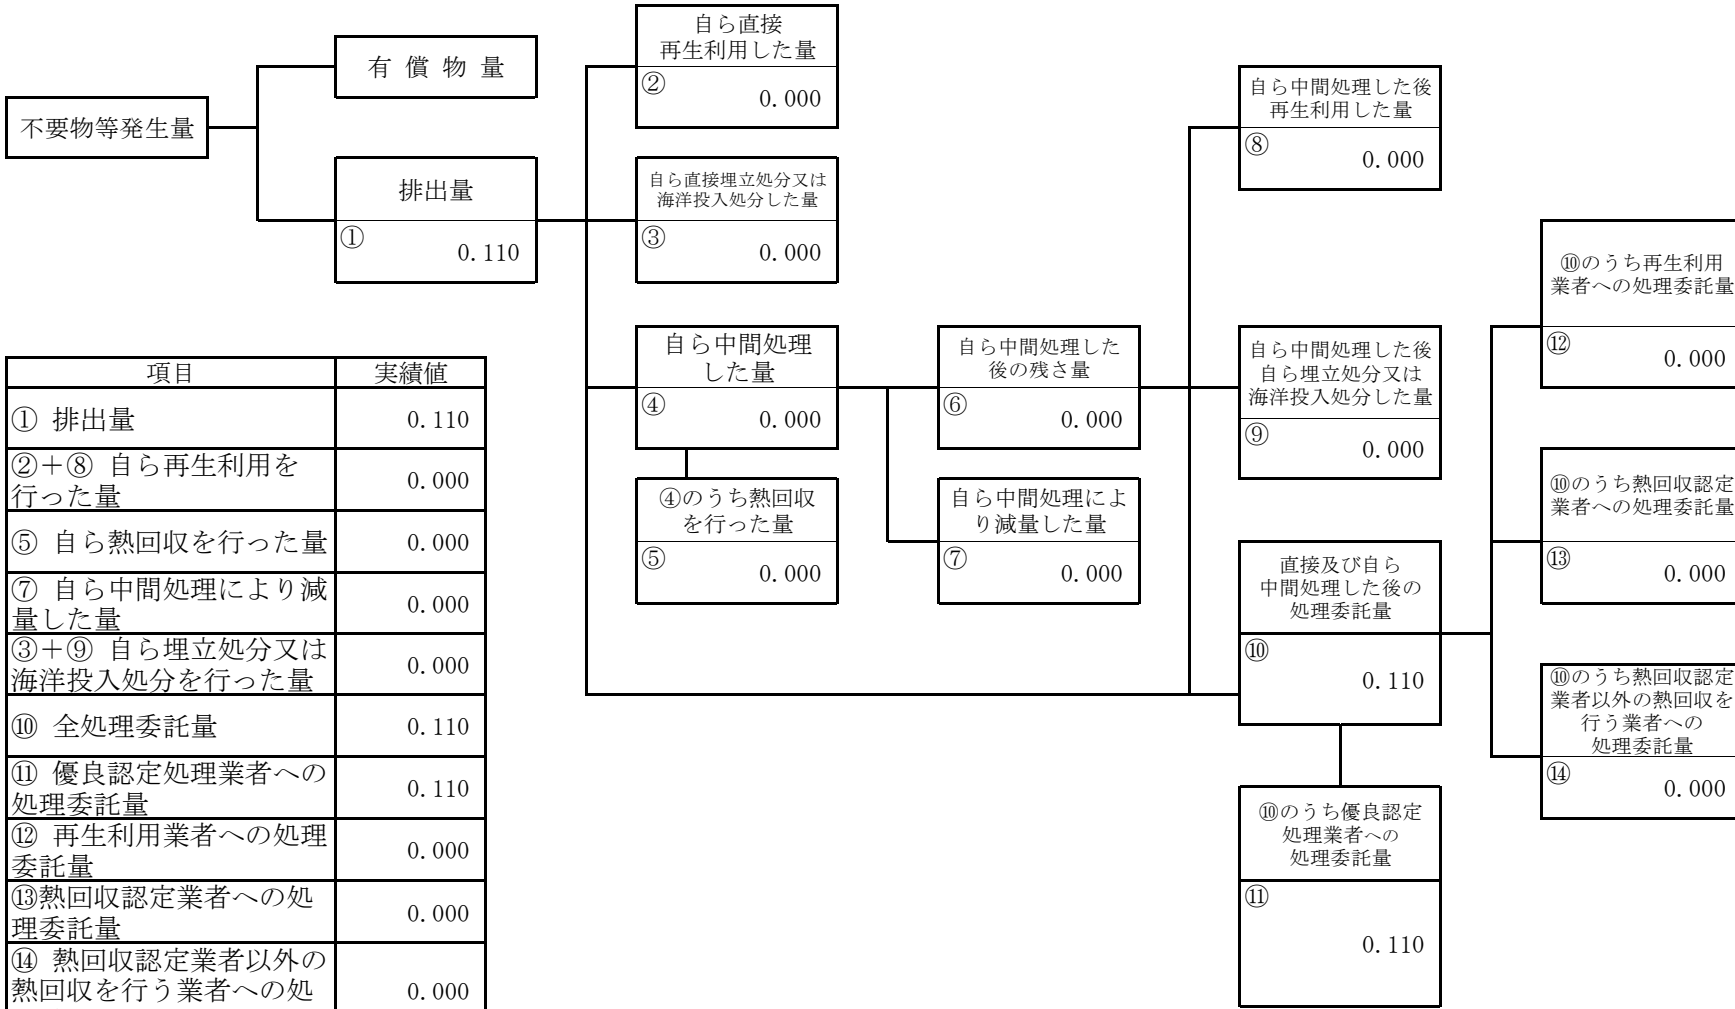 不要物等発生量
有 償 物 量
排出量
①
0.110
自ら直接
再生利用した量
②
0.000
自ら直接埋立処分又は
海洋投入処分した量
③
0.000
自ら中間処理
した量
④
0.000
④のうち熱回収
を行った量
⑤
0.000
自ら中間処理した
後の残さ量
⑥
0.000
自ら中間処理によ
り減量した量
⑦
0.000
自ら中間処理した後
再生利用した量
⑧
0.000
自ら中間処理した後
自ら埋立処分又は
海洋投入処分した量
⑨
0.000
直接及び自ら
中間処理した後の
処理委託量
⑩
0.110
⑩のうち優良認定
処理業者への
処理委託量
⑪
0.110
⑩のうち再生利用
業者への処理委託量
⑫
0.000
⑩のうち熱回収認定
業者への処理委託量
⑬
0.000
⑩のうち熱回収認定
業者以外の熱回収を
行う業者への
処理委託量
⑭
0.000
項目 実績値
① 排出量 0.110
②+⑧ 自ら再生利用を
行った量 0.000
⑤ 自ら熱回収を行った量 0.000
⑦ 自ら中間処理により減
量した量 0.000
③+⑨ 自ら埋立処分又は
海洋投入処分を行った量 0.000
⑩ 全処理委託量 0.110
⑪ 優良認定処理業者への
処理委託量 0.110
⑫ 再生利用業者への処理
委託量 0.000
⑬熱回収認定業者への処
理委託量 0.000
⑭ 熱回収認定業者以外の
熱回収を行う業者への処 0.000